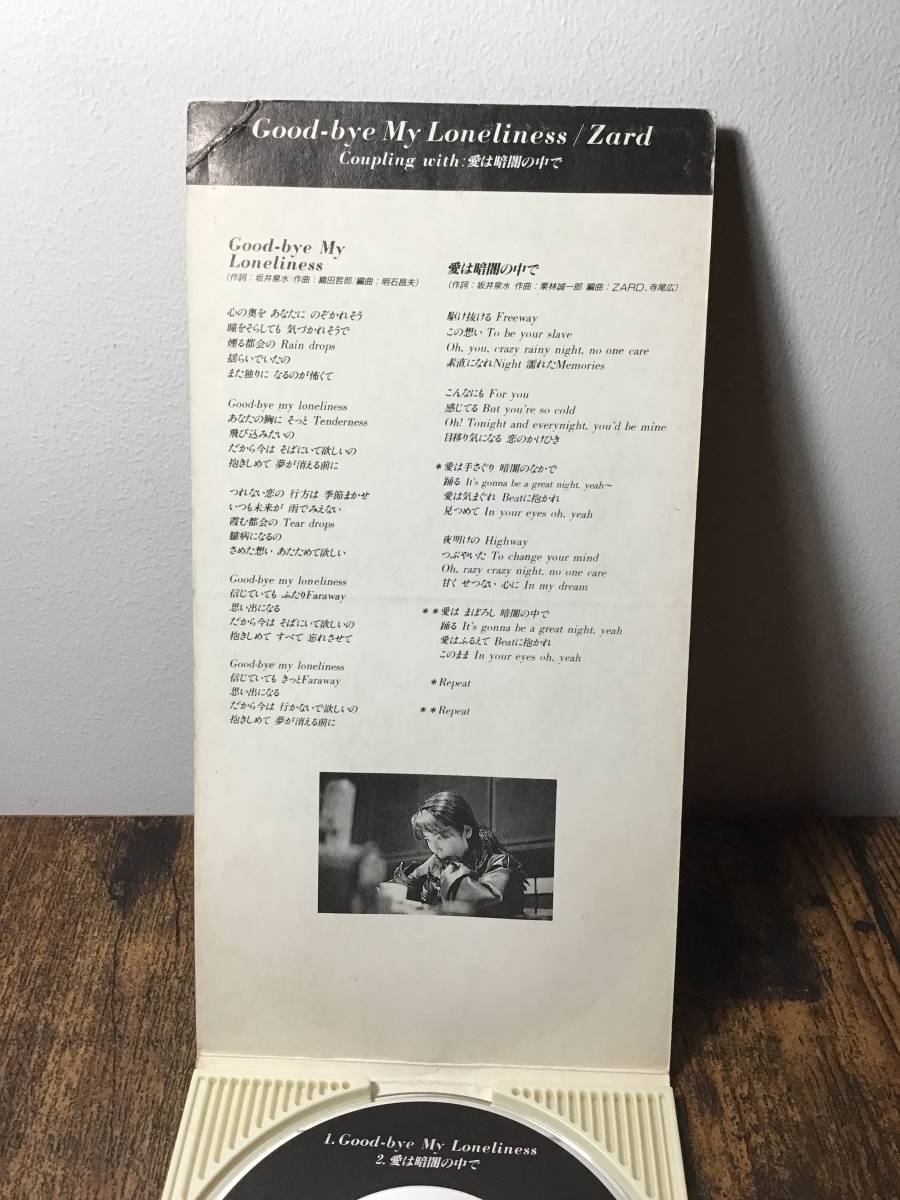 Good-bye My Loneliness / Zard
Coupling with: 愛は暗闇の中で
Good-bye My
Loneliness
(作詞：坂井泉水/作曲：織田哲郎/編曲：明石昌夫)
心の奥を あなたに のぞかれそう
瞳をそらしても 気づかれそうで
煙る都会の Rain drops
揺らいでいたの
また独りに なるのが怖くて
Good-bye my loneliness
あなたの胸に そっと Tenderness
飛び込みたいの
だから今は そばにいて欲しいの
抱きしめて 夢が消える前に
つれない恋の 行方は 季節まかせ
いつも未来が 雨でみえない
霞む都会の Tear drops
臆病になるの
さめた想い あたためて欲しい
Good-bye my loneliness
信じていても ふたりFaraway
思い出になる
だから今は そばにいて欲しいの
抱きしめて すべて 忘れさせて
Good-bye my loneliness
信じていても きっとFaraway
思い出になる
だから今は 行かないで欲しいの
抱きしめて 夢が消える前に
愛は暗闇の中で
(作詞：坂井泉水 作曲：栗林誠一郎 編曲：ZARD、寺尾広)
駆け抜ける Freeway
この想い To be your slave
Oh, you, crazy rainy night, no one care
素直になれNight 濡れたMemories
こんなにも For you
感じてる But you're so cold
Oh! Tonight and everynight, you'd be mine
目移り気になる 恋のかけひき
*愛は手さぐり 暗闇のなかで
踊る It's gonna be a great night, yeah~
愛は気まぐれ Beatに抱かれ
見つめて In your eyes oh, yeah
夜明けの Highway
つぶやいた To change your mind
Oh, razy crazy night, no one care
甘く せつない 心に In my dream
**愛は まぼろし 暗闇の中で
踊る It's gonna be a great night, yeah
愛はふるえて Beatに抱かれ
このまま In your eyes oh, yeah
*Repeat
**Repeat
1. Good-bye My Loneliness
2. 愛は暗闇の中で